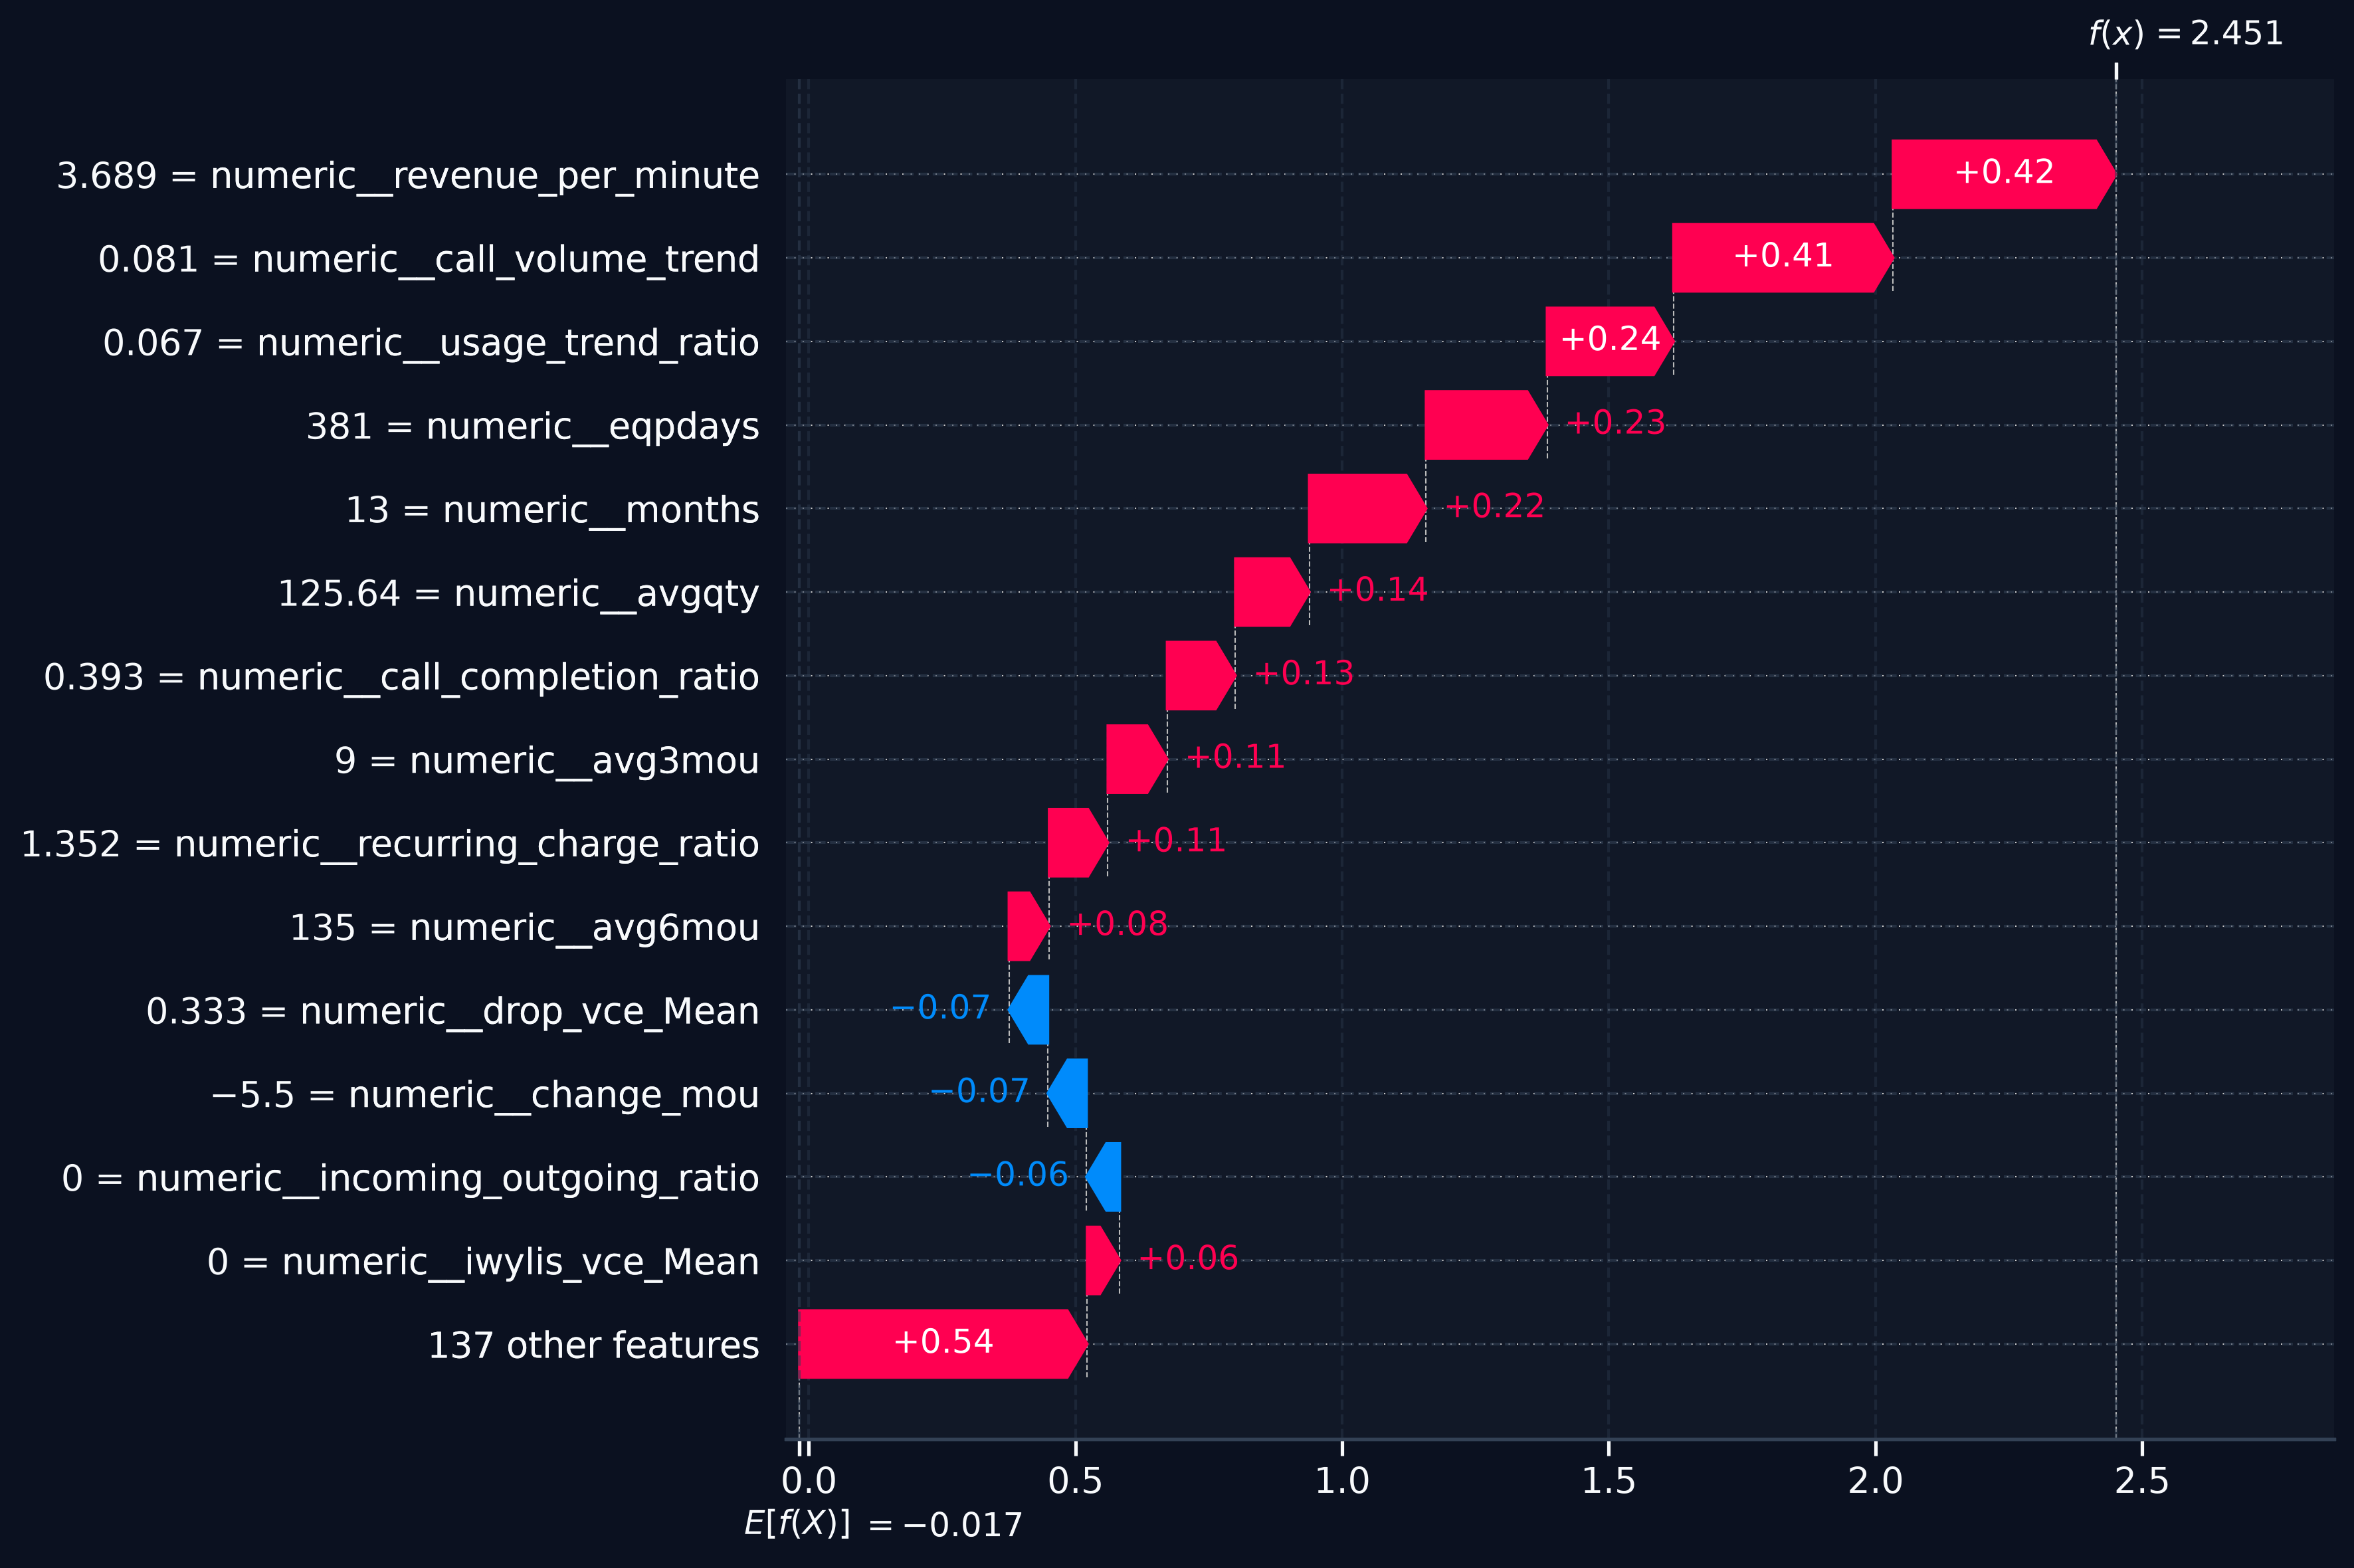 f(x) = 2.451
3.689 = numeric__revenue_per_minute +0.42
0.081 = numeric__call_volume_trend +0.41
0.067 = numeric__usage_trend_ratio +0.24
381 = numeric__eqpdays +0.23
13 = numeric__months +0.22
125.64 = numeric__avgqty +0.14
0.393 = numeric__call_completion_ratio +0.13
9 = numeric__avg3mou +0.11
1.352 = numeric__recurring_charge_ratio +0.11
135 = numeric__avg6mou +0.08
0.333 = numeric__drop_vce_Mean −0.07
−5.5 = numeric__change_mou −0.07
0 = numeric__incoming_outgoing_ratio −0.06
0 = numeric__iwylis_vce_Mean +0.06
137 other features +0.54
0.0 0.5 1.0 1.5 2.0 2.5
E[f(X)] = −0.017